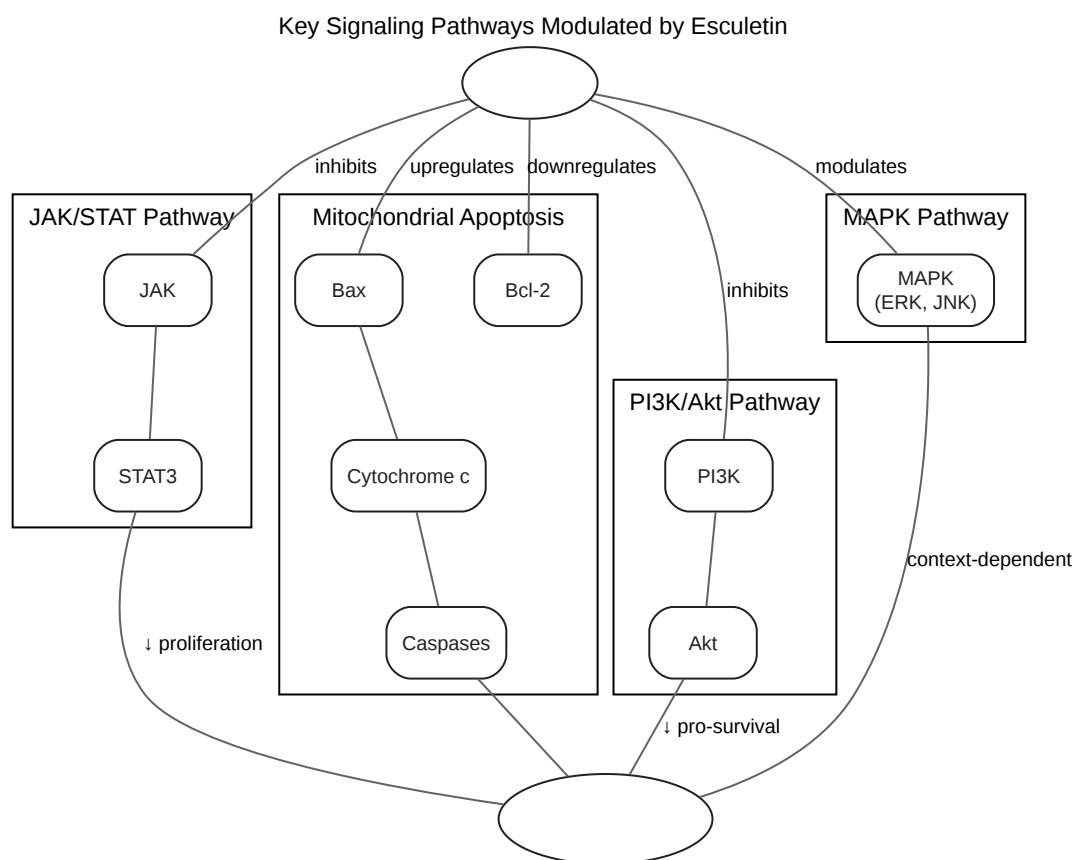 Key Signaling Pathways Modulated by Esculetin
inhibits
upregulates
downregulates
modulates
JAK/STAT Pathway
Mitochondrial Apoptosis
MAPK Pathway
JAK
Bax
Bcl-2
inhibits
MAPK
(ERK, JNK)
PI3K/Akt Pathway
STAT3
Cytochrome c
PI3K
context-dependent
↓ proliferation
Caspases
Akt
↓ pro-survival